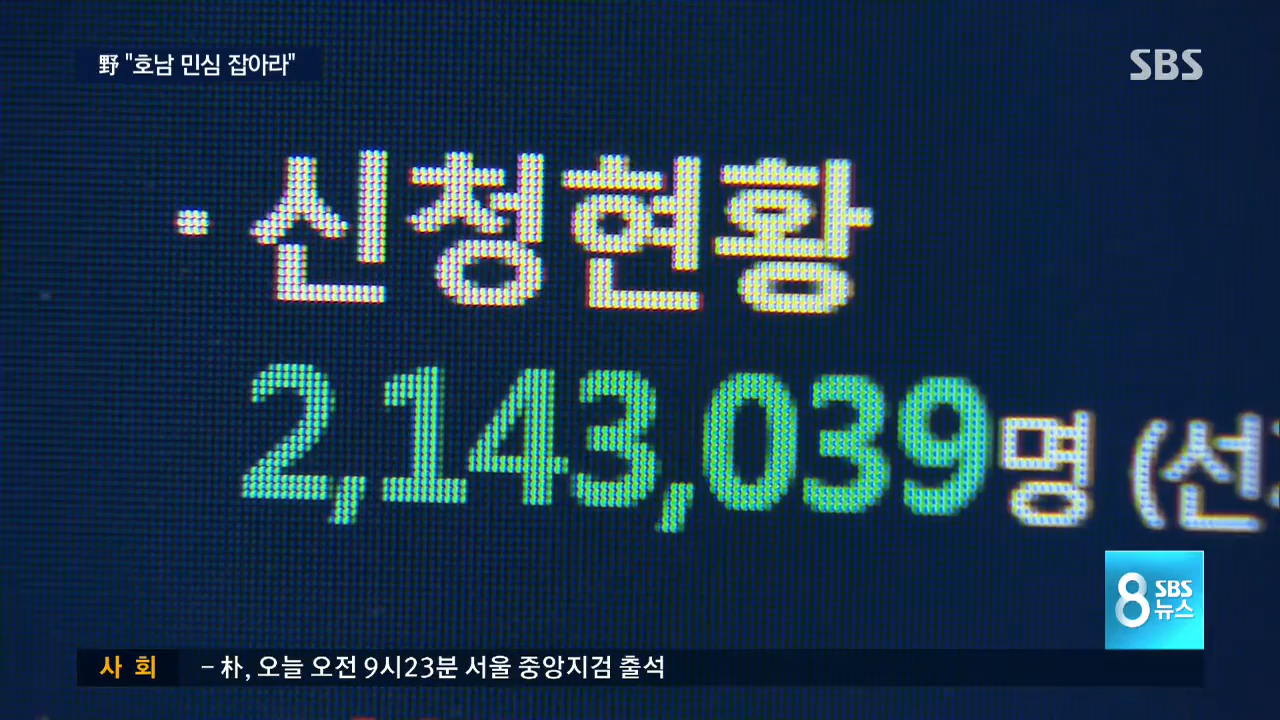 野 "호남 민심 잡아라"
SBS
· 신청현황
2,143,039명 (선
8 SBS 뉴스
사 회 - 朴, 오늘 오전 9시23분 서울 중앙지검 출석